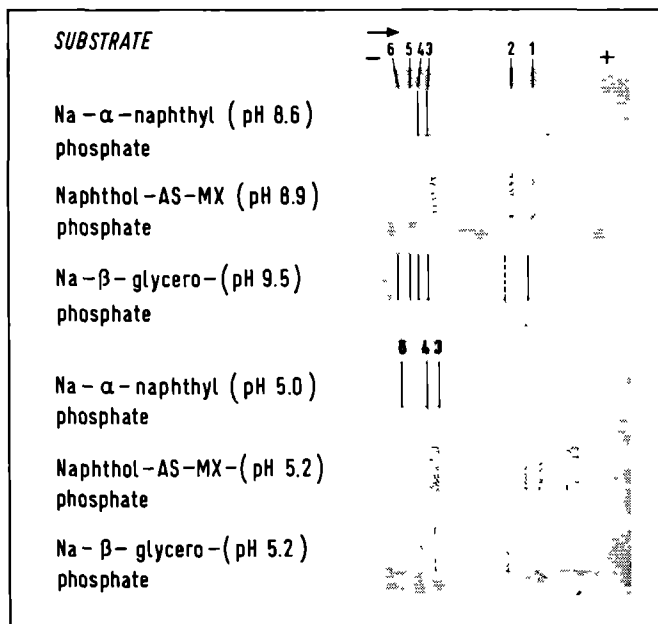 SUBSTRATE
− 6 5 4 3 2 1 +
Na-α-naphthyl (pH 8.6)
phosphate
Naphthol-AS-MX (pH 8.9)
phosphate
Na-β-glycero-(pH 9.5)
phosphate
6 4 3
Na-α-naphthyl (pH 5.0)
phosphate
Naphthol-AS-MX-(pH 5.2)
phosphate
Na-β-glycero-(pH 5.2)
phosphate